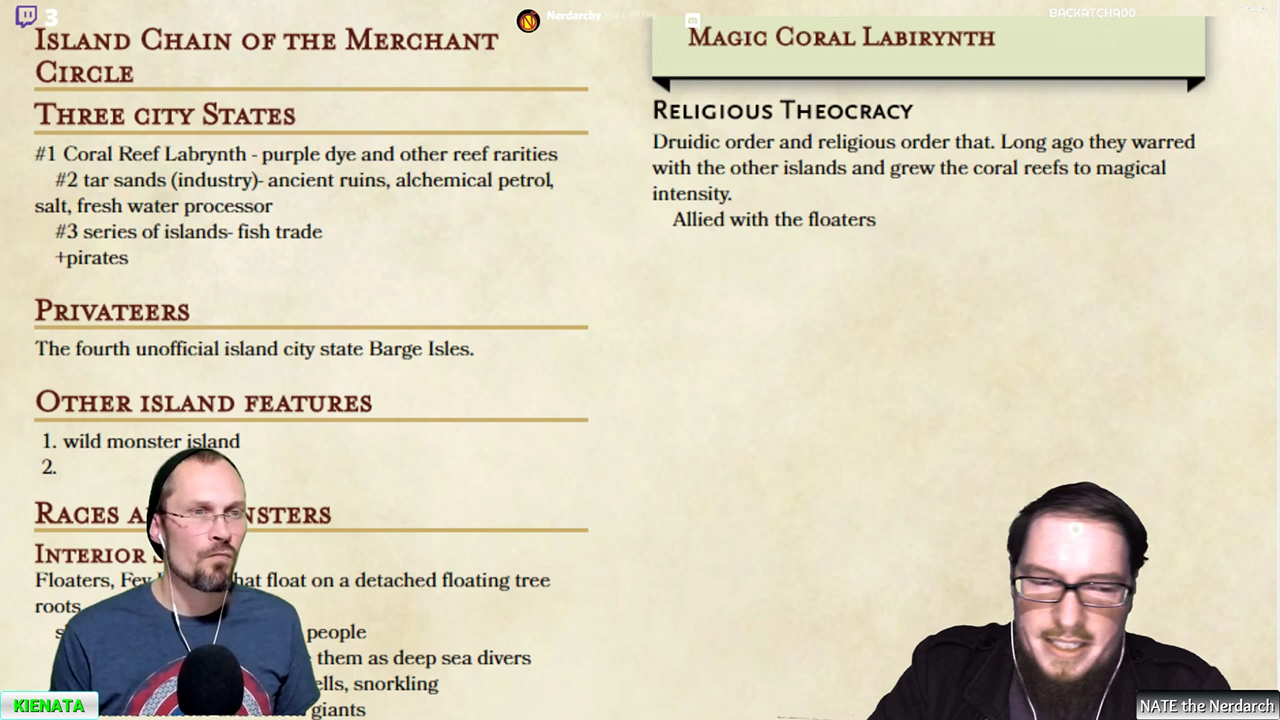 3
Nerdarchy
BACKATCHA00
Island Chain of the Merchant
Circle
Three city States
#1 Coral Reef Labrynth - purple dye and other reef rarities
#2 tar sands (industry)- ancient ruins, alchemical petrol,
salt, fresh water processor
#3 series of islands- fish trade
+pirates
Privateers
The fourth unofficial island city state Barge Isles.
Other island features
1. wild monster island
2.
Races
Interior
Floaters, Fey that float on a detached floating tree
roots
people
them as deep sea divers
snorkling
giants
Magic Coral Labirynth
Religious Theocracy
Druidic order and religious order that. Long ago they warred
with the other islands and grew the coral reefs to magical
intensity.
Allied with the floaters
KIENATA
NATE the Nerdarch